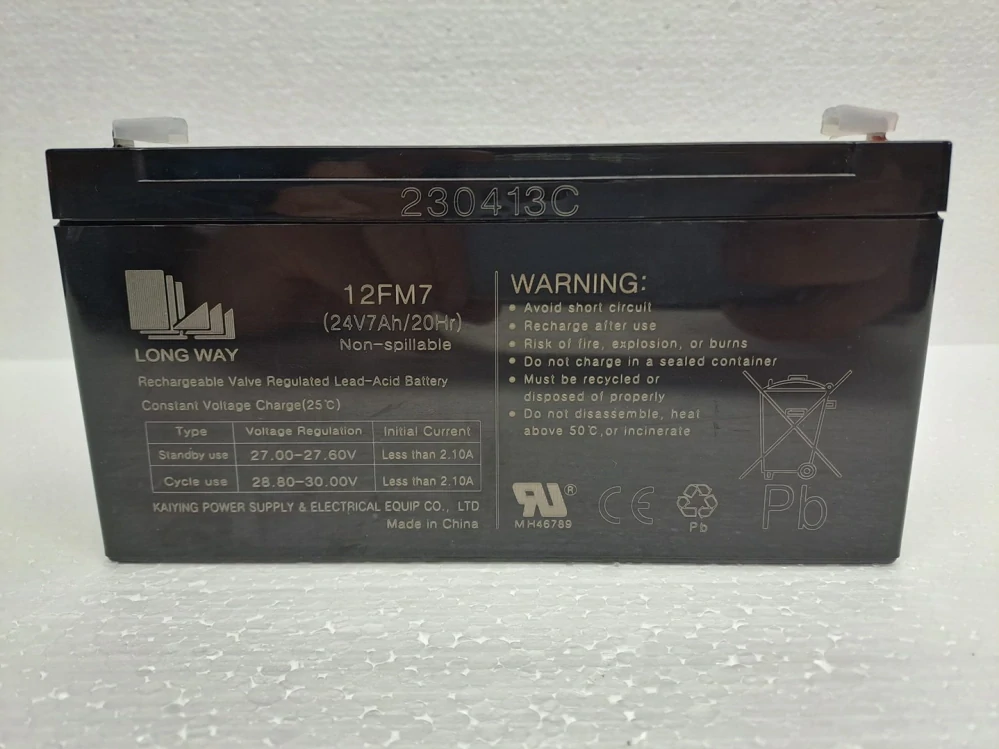 230413C
LONG WAY
12FM7
(24V7Ah/20Hr)
Non-spillable
Rechargeable Valve Regulated Lead-Acid Battery
Constant Voltage Charge(25℃)
Type Voltage Regulation Initial Current
Standby use 27.00-27.60V Less than 2.10A
Cycle use 28.80-30.00V Less than 2.10A
KAIYING POWER SUPPLY & ELECTRICAL EQUIP CO., LTD
Made in China
WARNING:
• Avoid short circuit
• Recharge after use
• Risk of fire, explosion, or burns
• Do not charge in a sealed container
• Must be recycled or
disposed of properly
• Do not disassemble, heat
above 50℃,or incinerate
RU®
MH46789
CE
Pb
Pb